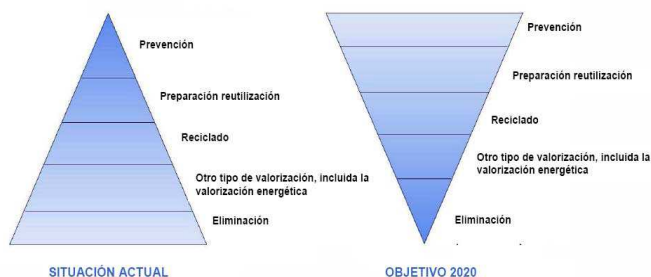 Prevención
Preparación reutilización
Reciclado
Otro tipo de valorización, incluida la
valorización energética
Eliminación
SITUACIÓN ACTUAL
Prevención
Preparación reutilización
Reciclado
Otro tipo de valorización, incluida la
valorización energética
Eliminación
OBJETIVO 2020